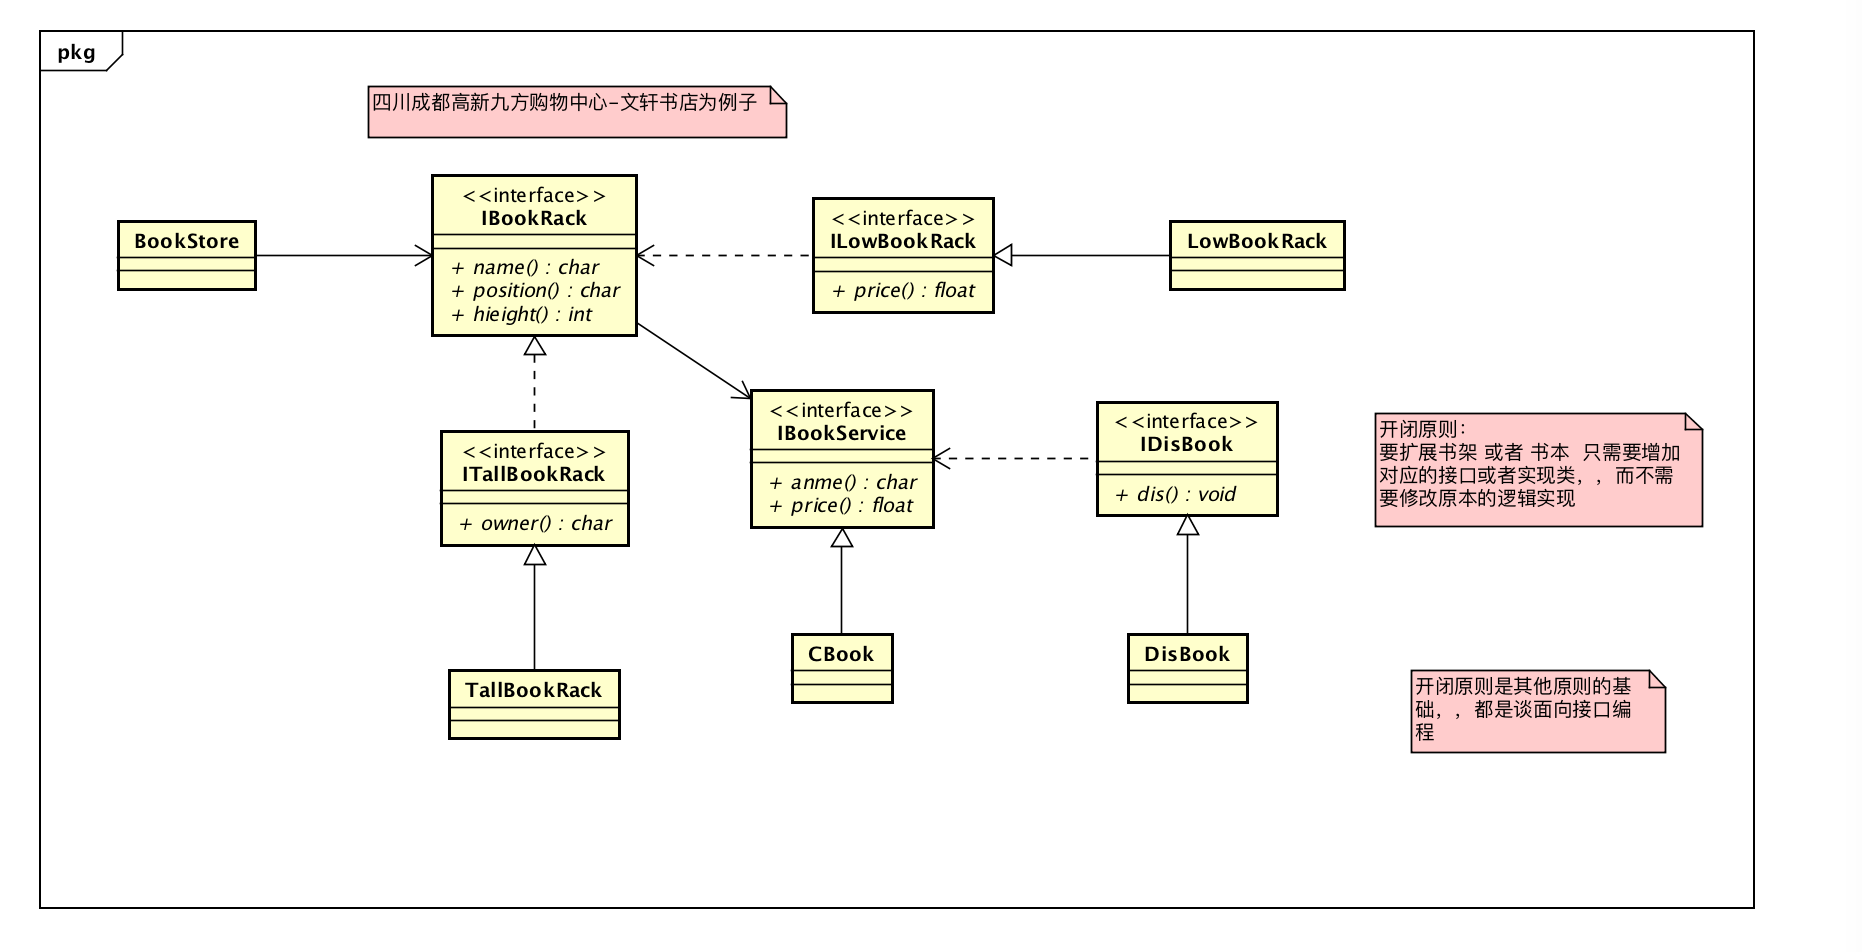 pkg
四川成都高新九方购物中心-文轩书店为例子
BookStore
<<interface>>
IBookRack
+ name() : char
+ position() : char
+ hieight() : int
<<interface>>
ILowBookRack
+ price() : float
LowBookRack
<<interface>>
ITallBookRack
+ owner() : char
<<interface>>
IBookService
+ anme() : char
+ price() : float
<<interface>>
IDisBook
+ dis() : void
开闭原则：
要扩展书架 或者 书本  只需要增加
对应的接口或者实现类，，而不需
要修改原本的逻辑实现
TallBookRack
CBook
DisBook
开闭原则是其他原则的基
础，，都是谈面向接口编
程